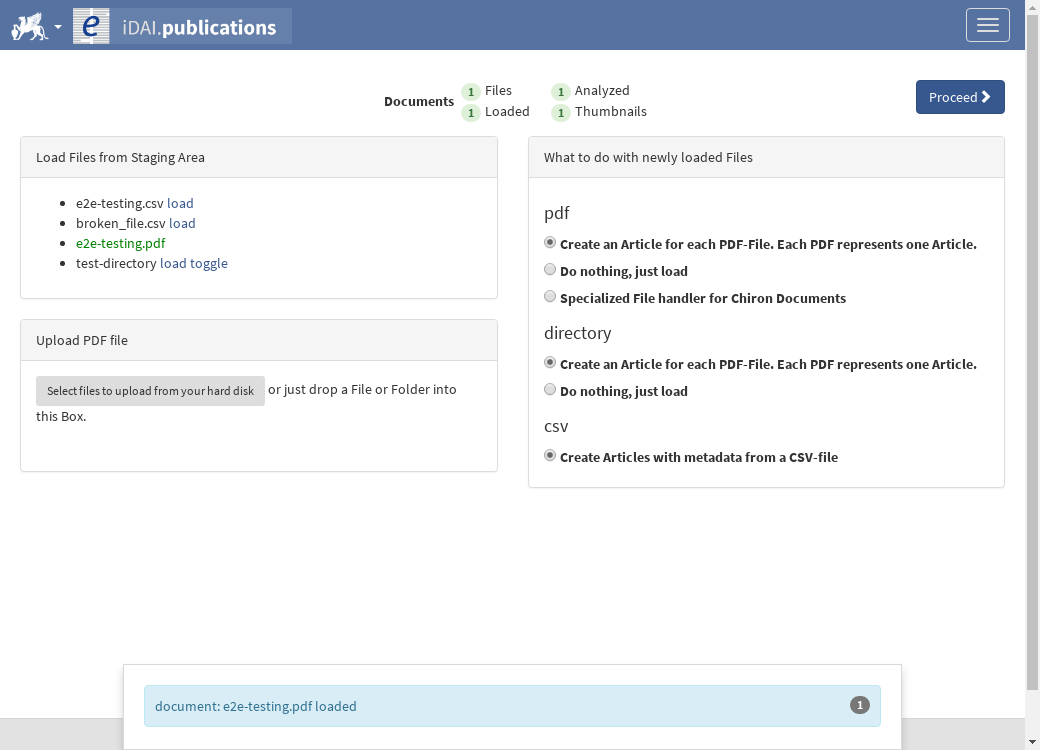 e iDAI.publications
Documents
1 Files
1 Analyzed
1 Loaded
1 Thumbnails
Proceed
Load Files from Staging Area
e2e-testing.csv load
broken_file.csv load
e2e-testing.pdf
test-directory load toggle
Upload PDF file
Select files to upload from your hard disk or just drop a File or Folder into
this Box.
What to do with newly loaded Files
pdf
Create an Article for each PDF-File. Each PDF represents one Article.
Do nothing, just load
Specialized File handler for Chiron Documents
directory
Create an Article for each PDF-File. Each PDF represents one Article.
Do nothing, just load
csv
Create Articles with metadata from a CSV-file
document: e2e-testing.pdf loaded 1